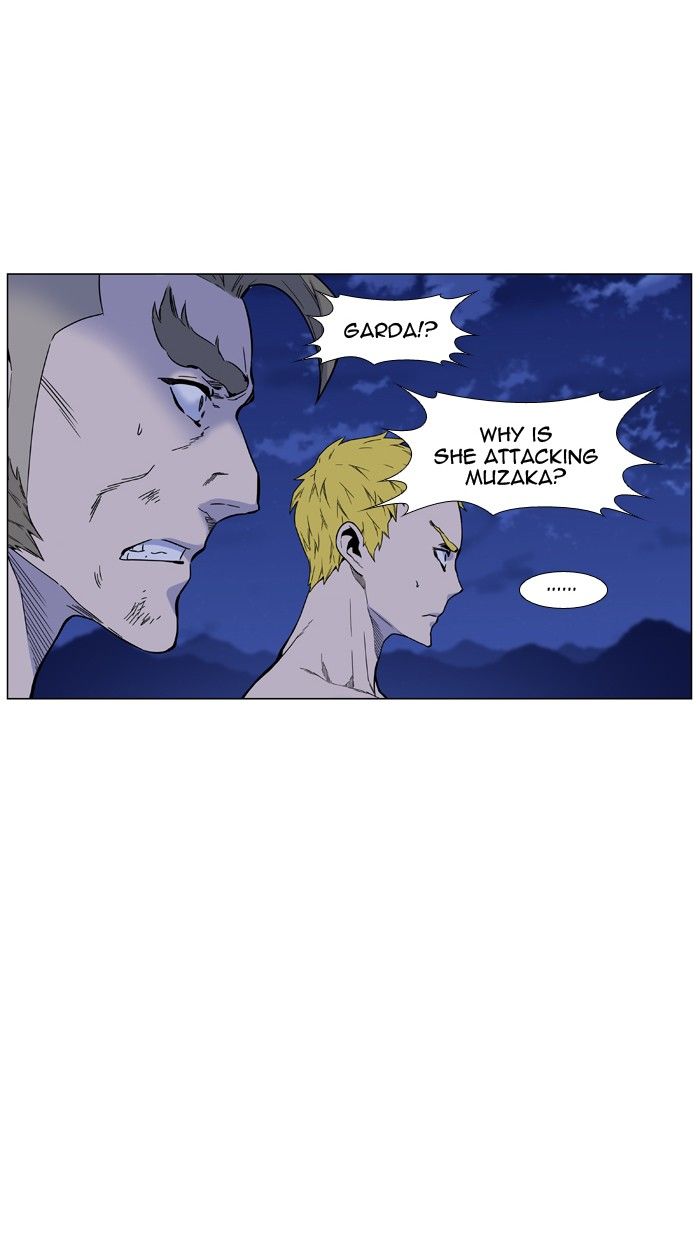 GARDA!?
WHY IS
SHE ATTACKING
MUZAKA?
......